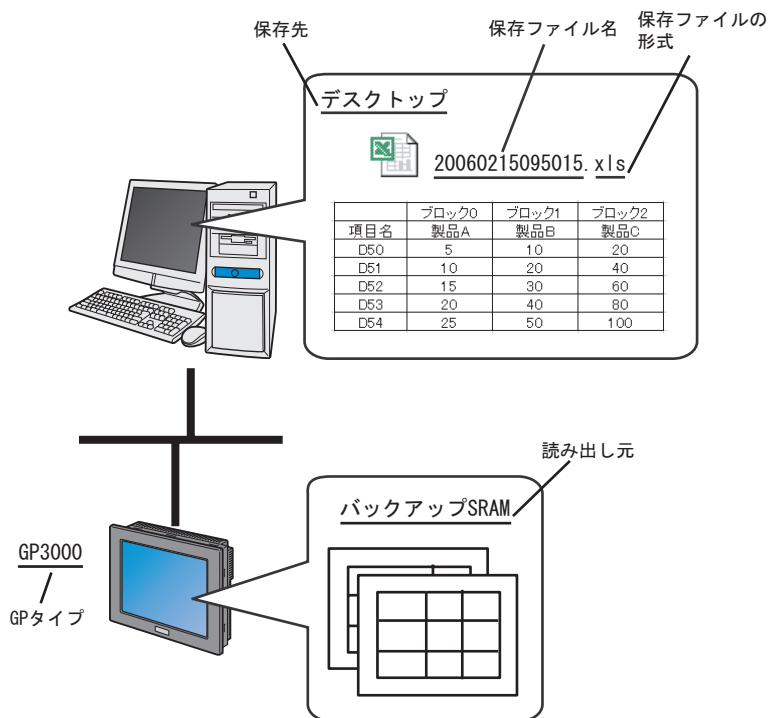 保存先
保存ファイル名
保存ファイルの
形式
デスクトップ
20060215095015.xls
ブロック0 ブロック1 ブロック2
項目名 製品A 製品B 製品C
D50 5 10 20
D51 10 20 40
D52 15 30 60
D53 20 40 80
D54 25 50 100
読み出し元
バックアップSRAM
GP3000
GPタイプ